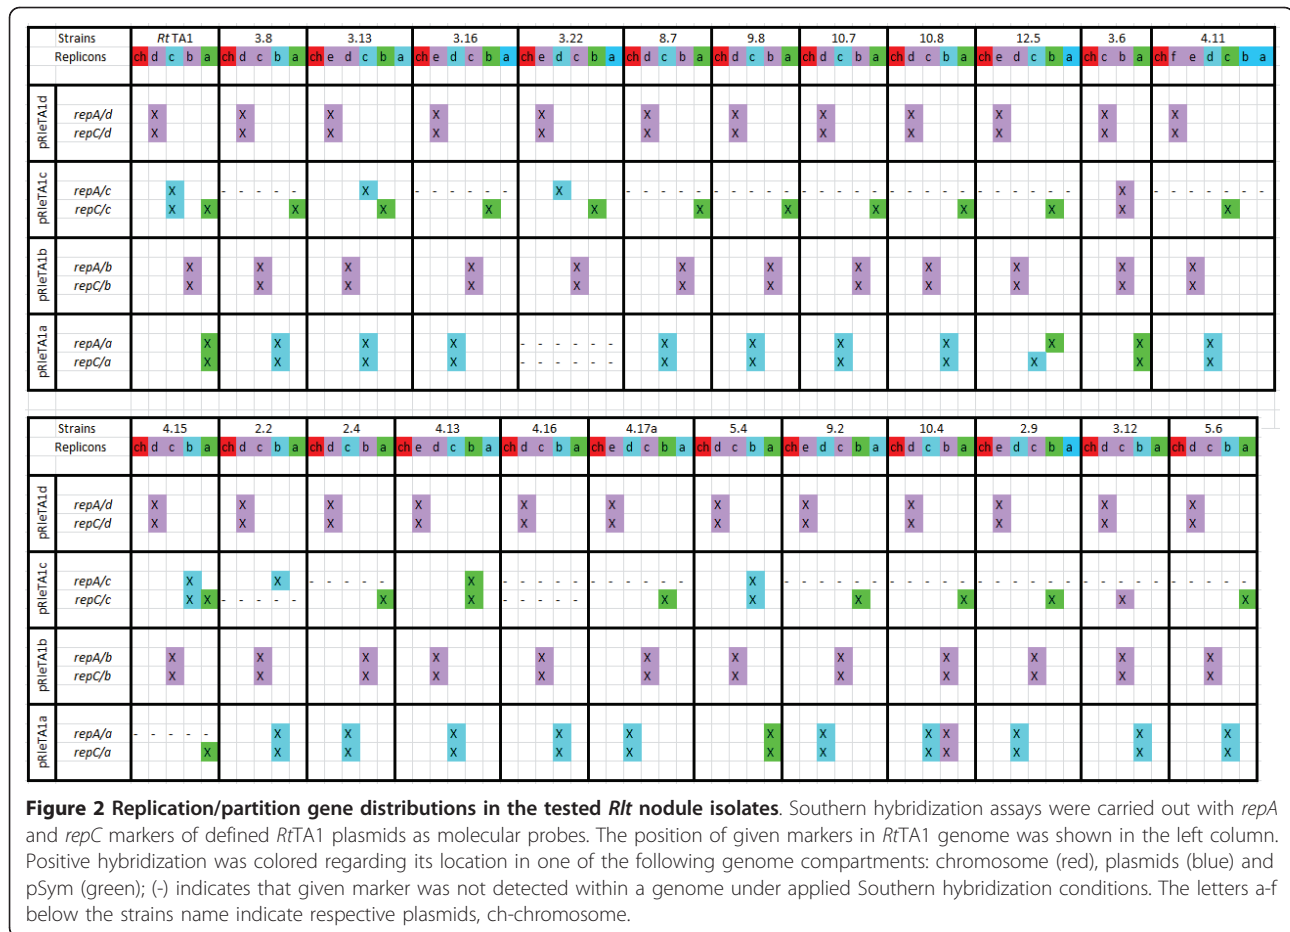 Strains RtTA1 3.8 3.13 3.16 3.22 8.7 9.8 10.7 10.8 12.5 3.6 4.11
Replicons ch d c b a ch d c b a ch e d c b a ch e d c b a ch e d c b a ch d c b a ch d c b a ch d c b a ch d c b a ch e d c b a ch c b a ch f e d c b a
pRleTA1d
repA/d X X X X X X X X X X X X
repC/d X X X X X X X X X X X X
pRleTA1c
repA/c X - - - - - X - - - - - - X - - - - - - - - - - - - - - - - - - - - - - - - - - X - - - - - - -
repC/c X X X X X X X X X X X X X
pRleTA1b
repA/b X X X X X X X X X X X X
repC/b X X X X X X X X X X X X
pRleTA1a
repA/a X X X X - - - - - - X X X X X X X
repC/a X X X X - - - - - - X X X X X X X
Strains 4.15 2.2 2.4 4.13 4.16 4.17a 5.4 9.2 10.4 2.9 3.12 5.6
Replicons ch d c b a ch d c b a ch d c b a ch e d c b a ch d c b a ch e d c b a ch d c b a ch e d c b a ch d c b a ch e d c b a ch d c b a ch d c b a
pRleTA1d
repA/d X X X X X X X X X X X X
repC/d X X X X X X X X X X X X
pRleTA1c
repA/c X X - - - - - X - - - - - - - - - - - X - - - - - - - - - - - - - - - - - - - - - - - - - - -
repC/c X X - - - - - X X - - - - - X X X X X X X
pRleTA1b
repA/b X X X X X X X X X X X X
repC/b X X X X X X X X X X X X
pRleTA1a
repA/a - - - - - X X X X X X X X X X X X
repC/a X X X X X X X X X X X X X
Figure 2 Replication/partition gene distributions in the tested Rlt nodule isolates. Southern hybridization assays were carried out with repA
and repC markers of defined RtTA1 plasmids as molecular probes. The position of given markers in RtTA1 genome was shown in the left column.
Positive hybridization was colored regarding its location in one of the following genome compartments: chromosome (red), plasmids (blue) and
pSym (green); (-) indicates that given marker was not detected within a genome under applied Southern hybridization conditions. The letters a-f
below the strains name indicate respective plasmids, ch-chromosome.